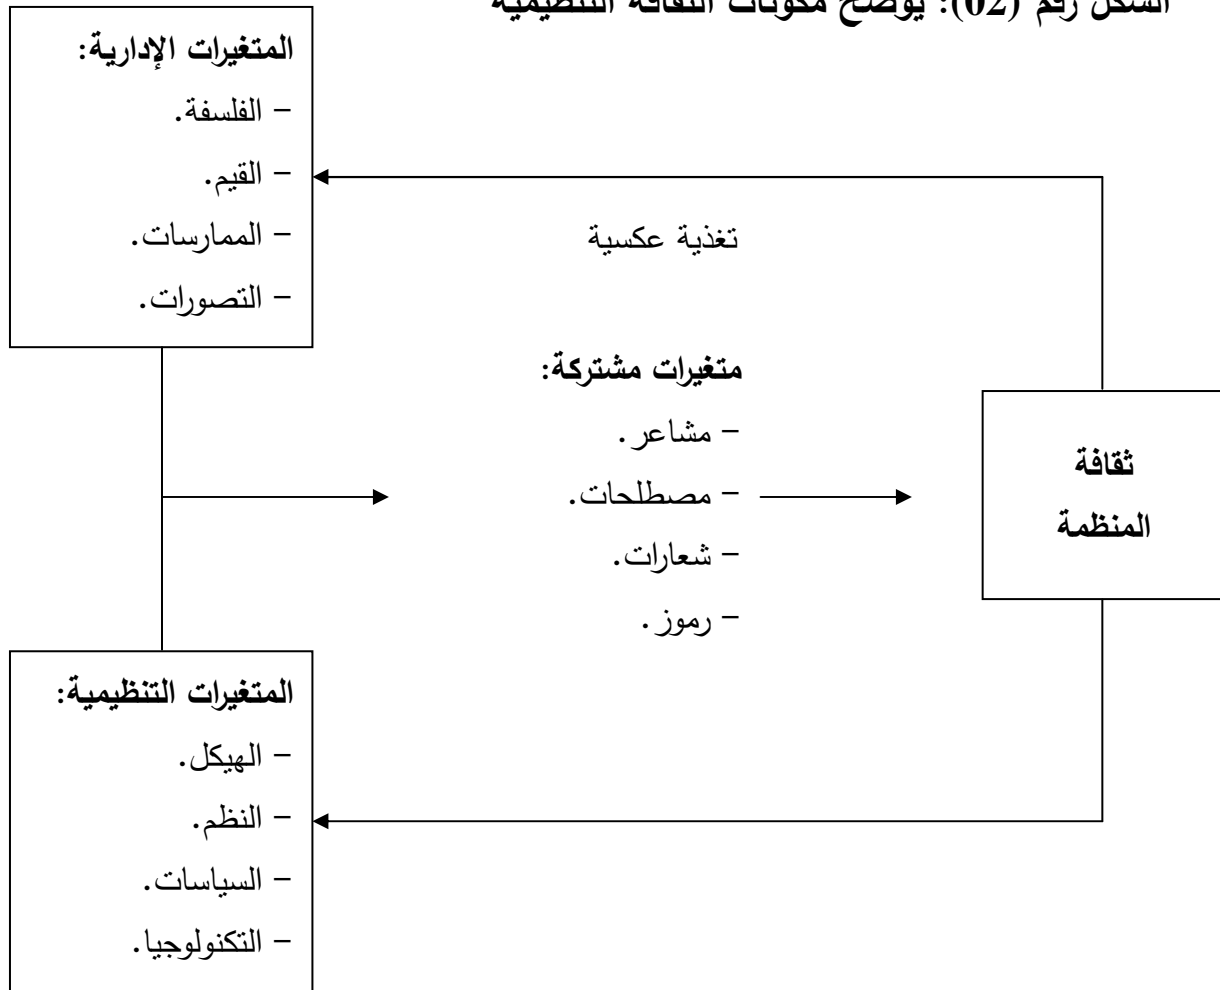 الشكل رقم (02): يوضح مكونات الثقافة التنظيمية
المتغيرات الإدارية:
– الفلسفة.
– القيم.
– الممارسات.
– التصورات.
تغذية عكسية
متغيرات مشتركة:
– مشاعر.
– مصطلحات.
– شعارات.
– رموز.
ثقافة
المنظمة
المتغيرات التنظيمية:
– الهيكل.
– النظم.
– السياسات.
– التكنولوجيا.